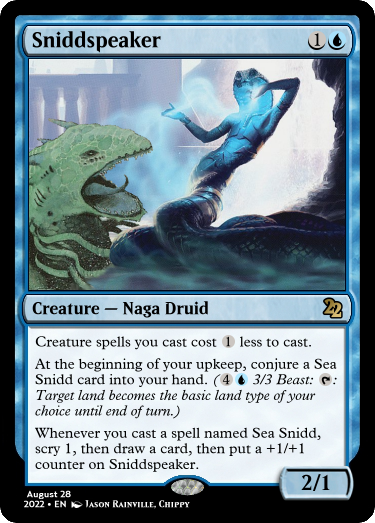 Sniddspeaker 1
Creature — Naga Druid 22
Creature spells you cast cost 1 less to cast.
At the beginning of your upkeep, conjure a Sea
Snidd card into your hand. (4 3/3 Beast: :
Target land becomes the basic land type of your
choice until end of turn.)
Whenever you cast a spell named Sea Snidd,
scry 1, then draw a card, then put a +1/+1
counter on Sniddspeaker.
2/1
August 28
2022 • EN Jason Rainville, Chippy